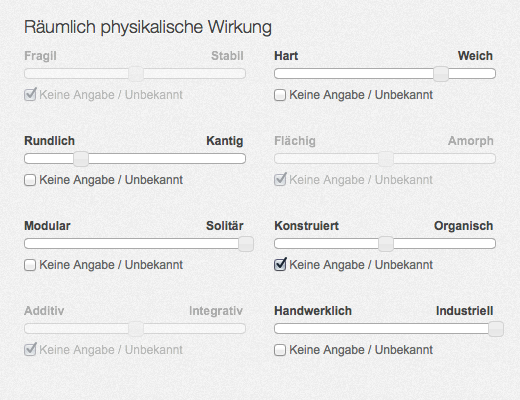 Räumlich physikalische Wirkung
Fragil Stabil
Keine Angabe / Unbekannt
Hart Weich
Keine Angabe / Unbekannt
Rundlich Kantig
Keine Angabe / Unbekannt
Flächig Amorph
Keine Angabe / Unbekannt
Modular Solitär
Keine Angabe / Unbekannt
Konstruiert Organisch
Keine Angabe / Unbekannt
Additiv Integrativ
Keine Angabe / Unbekannt
Handwerklich Industriell
Keine Angabe / Unbekannt